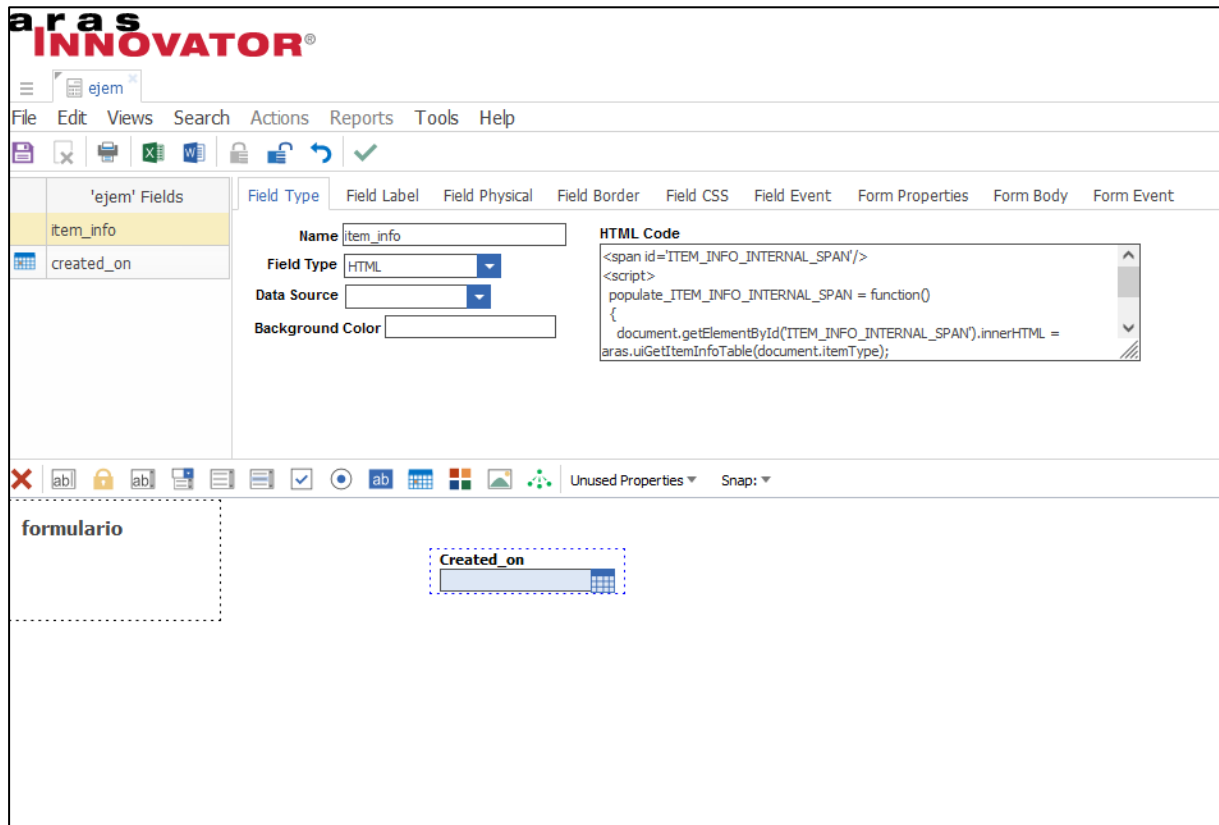 aras
INNOVATOR®
ejem
File Edit Views Search Actions Reports Tools Help
'ejem' Fields
item_info
created_on
Field Type Field Label Field Physical Field Border Field CSS Field Event Form Properties Form Body Form Event
Name item_info
Field Type HTML
Data Source
Background Color
HTML Code
<span id='ITEM_INFO_INTERNAL_SPAN'/>
<script>
populate_ITEM_INFO_INTERNAL_SPAN = function()
{
document.getElementById('ITEM_INFO_INTERNAL_SPAN').innerHTML =
aras.uiGetItemInfoTable(document.itemType);
ab] ab] ab Unused Properties Snap:
formulario
Created_on